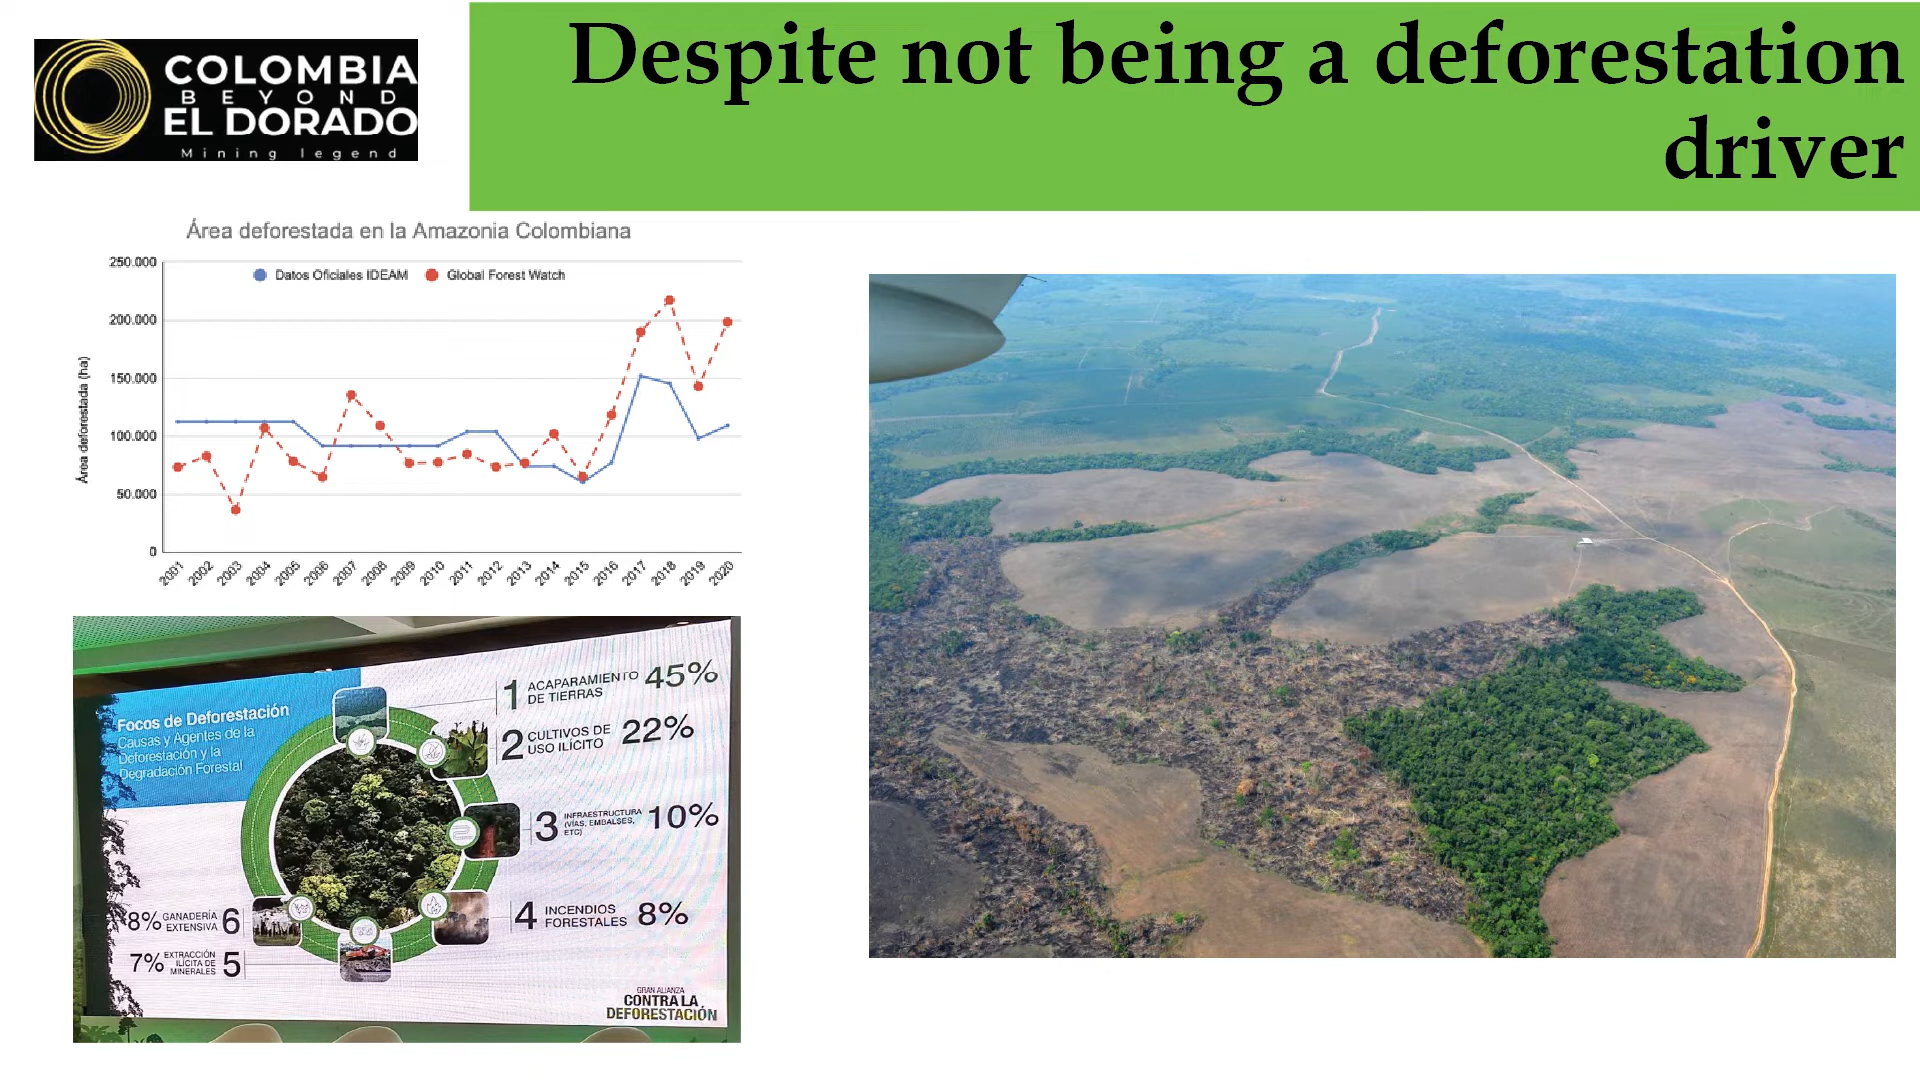 COLOMBIA
BEYOND
EL DORADO
Mining legend
Despite not being a deforestation
driver
Área deforestada en la Amazonia Colombiana
Datos Oficiales IDEAM
Global Forest Watch
Área deforestada (ha)
250.000
200.000
150.000
100.000
50.000
0
2001
2002
2003
2004
2005
2006
2007
2008
2009
2010
2011
2012
2013
2014
2015
2016
2017
2018
2019
2020
Focos de Deforestación
Causas y Agentes de la
Deforestación y la
Degradación Forestal
1 ACAPARAMIENTO 45%
DE TIERRAS
2 CULTIVOS DE 22%
USO ILÍCITO
3 INFRAESTRUCTURA 10%
(VÍAS, EMBALSES,
ETC)
4 INCENDIOS 8%
FORESTALES
8% GANADERÍA 6
EXTENSIVA
7% EXTRACCIÓN 5
ILÍCITA DE
MINERALES
GRAN ALIANZA
CONTRA LA
DEFORESTACIÓN